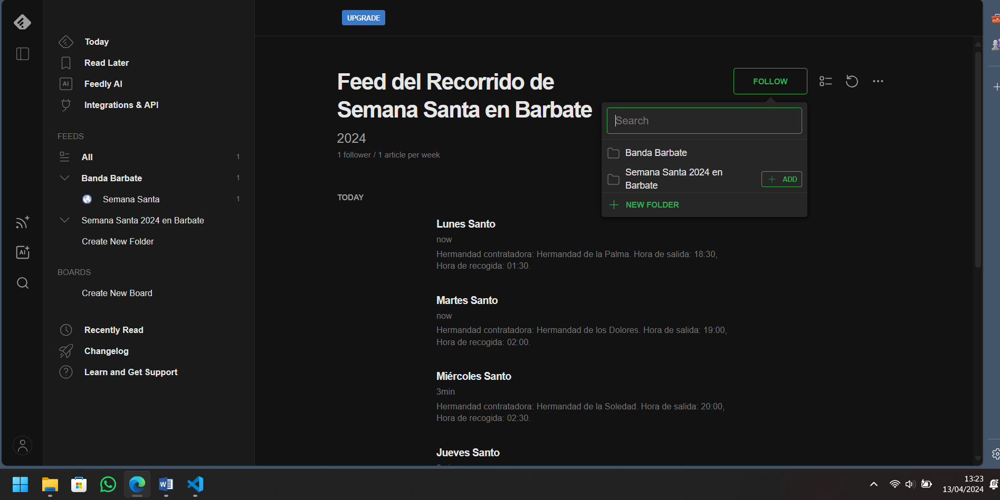 UPGRADE
Today
Read Later
AI
Feedly AI
Integrations & API
FEEDS
All 1
Banda Barbate 1
Semana Santa 1
Semana Santa 2024 en Barbate
Create New Folder
BOARDS
Create New Board
Recently Read
Changelog
Learn and Get Support
AI
Feed del Recorrido de
Semana Santa en Barbate
2024
1 follower / 1 article per week
FOLLOW
Search
Banda Barbate
Semana Santa 2024 en
Barbate
ADD
NEW FOLDER
TODAY
Lunes Santo
now
Hermandad contratadora: Hermandad de la Palma. Hora de salida: 18:30,
Hora de recogida: 01:30.
Martes Santo
now
Hermandad contratadora: Hermandad de los Dolores. Hora de salida: 19:00,
Hora de recogida: 02:00.
Miércoles Santo
3min
Hermandad contratadora: Hermandad de la Soledad. Hora de salida: 20:00,
Hora de recogida: 02:30.
Jueves Santo
W
13:23
13/04/2024